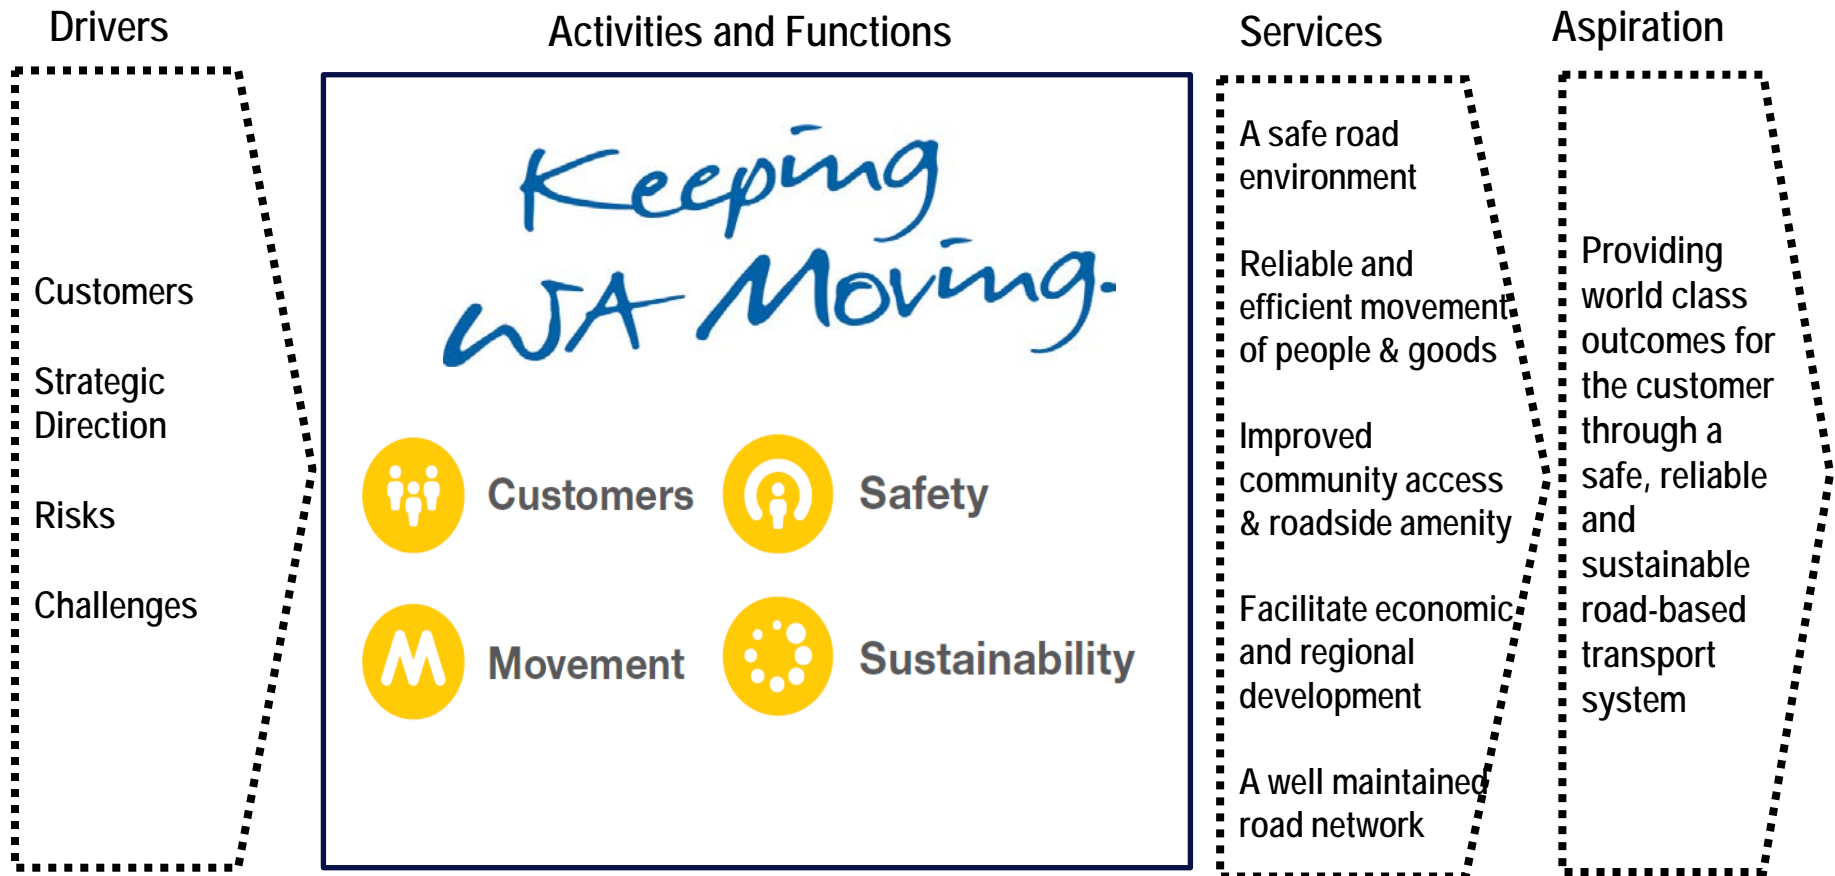 Drivers
Customers
Strategic
Direction
Risks
Challenges
Activities and Functions
Keeping
WA Moving.
Customers
Safety
Movement
Sustainability
Services
A safe road
environment
Reliable and
efficient movement
of people & goods
Improved
community access
& roadside amenity
Facilitate economic
and regional
development
A well maintained
road network
Aspiration
Providing
world class
outcomes for
the customer
through a
safe, reliable
and
sustainable
road-based
transport
system